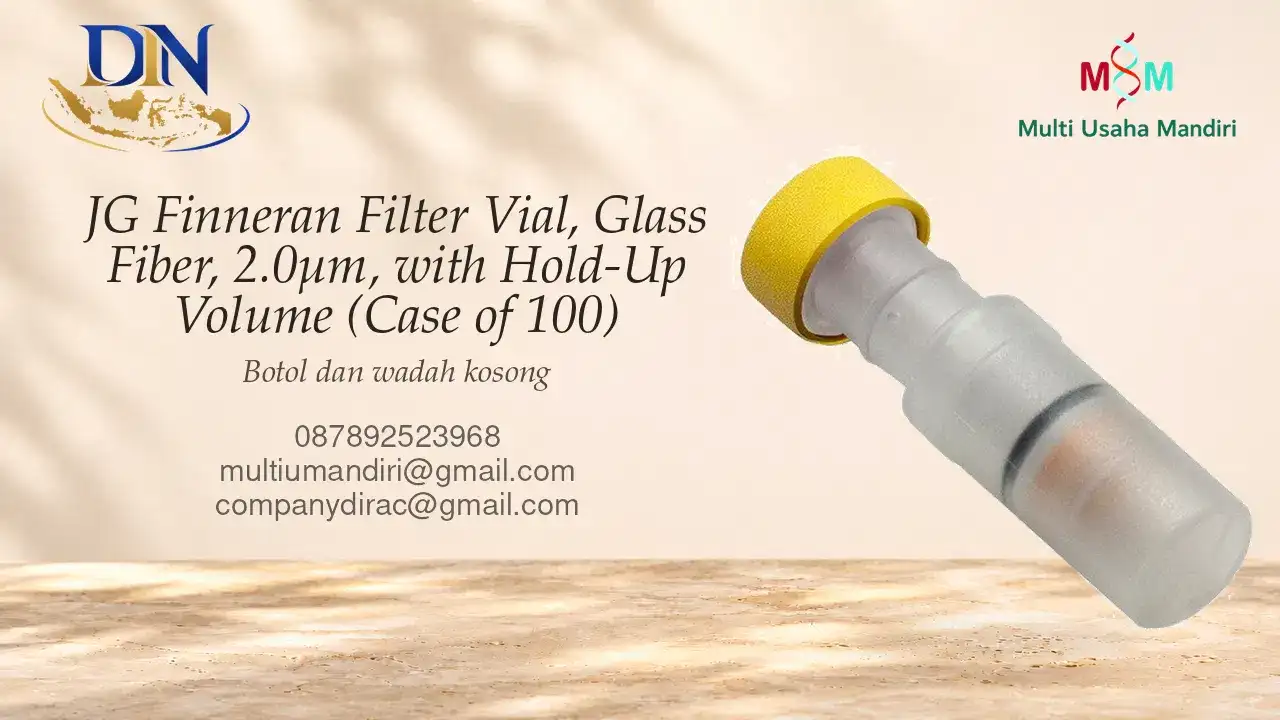 DIN
MSM
Multi Usaha Mandiri
JG Finneran Filter Vial, Glass
Fiber, 2.0µm, with Hold-Up
Volume (Case of 100)
Botol dan wadah kosong
087892523968
multiumandiri@gmail.com
companydirac@gmail.com